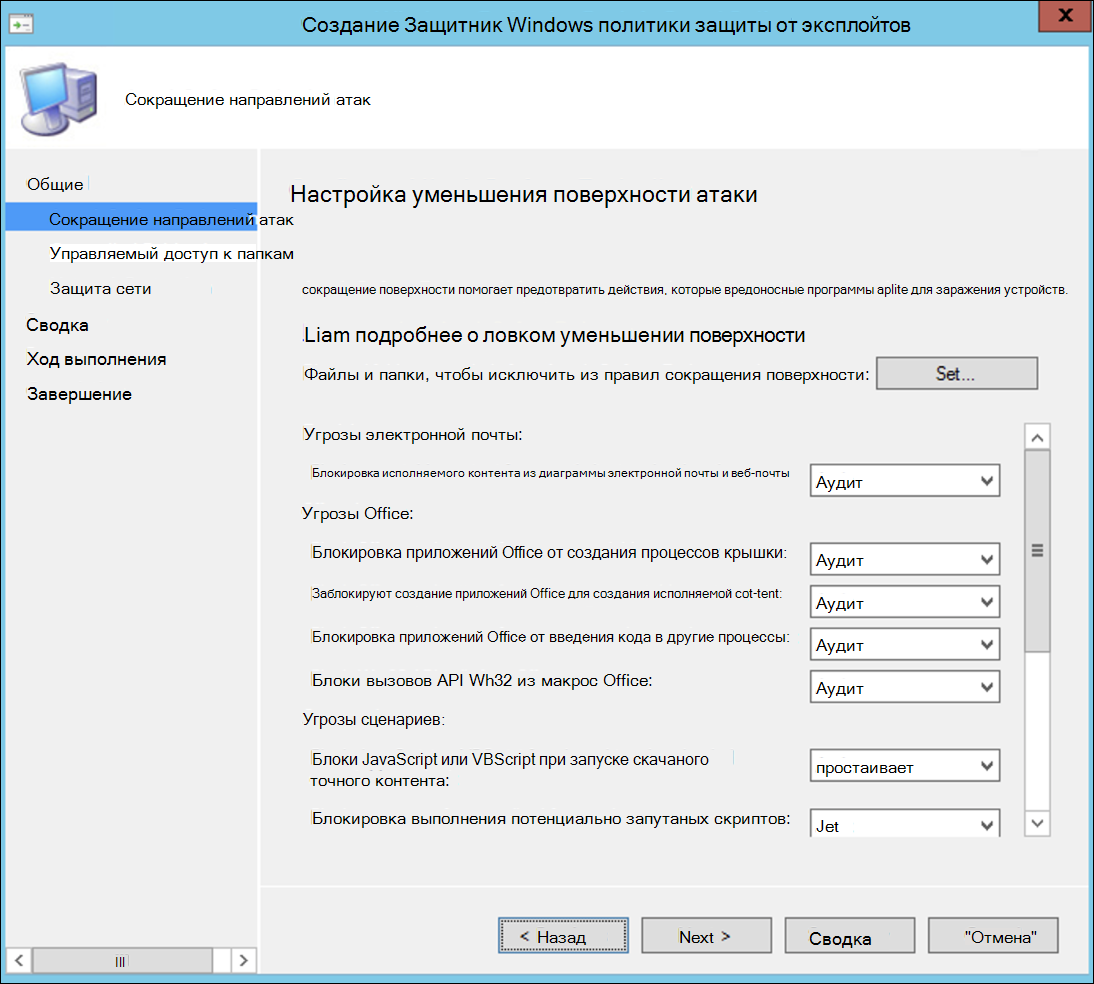 Создание Защитник Windows политики защиты от эксплойтов
X
Сокращение направлений атак
Общие
Сокращение направлений атак
Управляемый доступ к папкам
Защита сети
Сводка
Ход выполнения
Завершение
Настройка уменьшения поверхности атаки
сокращение поверхности помогает предотвратить действия, которые вредоносные программы aplite для заражения устройств.
Liam подробнее о ловком уменьшении поверхности
Файлы и папки, чтобы исключить из правил сокращения поверхности:
Set...
Угрозы электронной почты:
Блокировка исполняемого контента из диаграммы электронной почты и веб-почты
Аудит
Угрозы Office:
Блокировка приложений Office от создания процессов крышки:
Аудит
Заблокируют создание приложений Office для создания исполняемой cot-tent:
Аудит
Блокировка приложений Office от введения кода в другие процессы:
Аудит
Блоки вызовов API Wh32 из макрос Office:
Аудит
Угрозы сценариев:
Блоки JavaScript или VBScript при запуске скачаного
точного контента:
простаивает
Блокировка выполнения потенциально запутаных скриптов:
Jet
< Назад
Next >
Сводка
"Отмена"